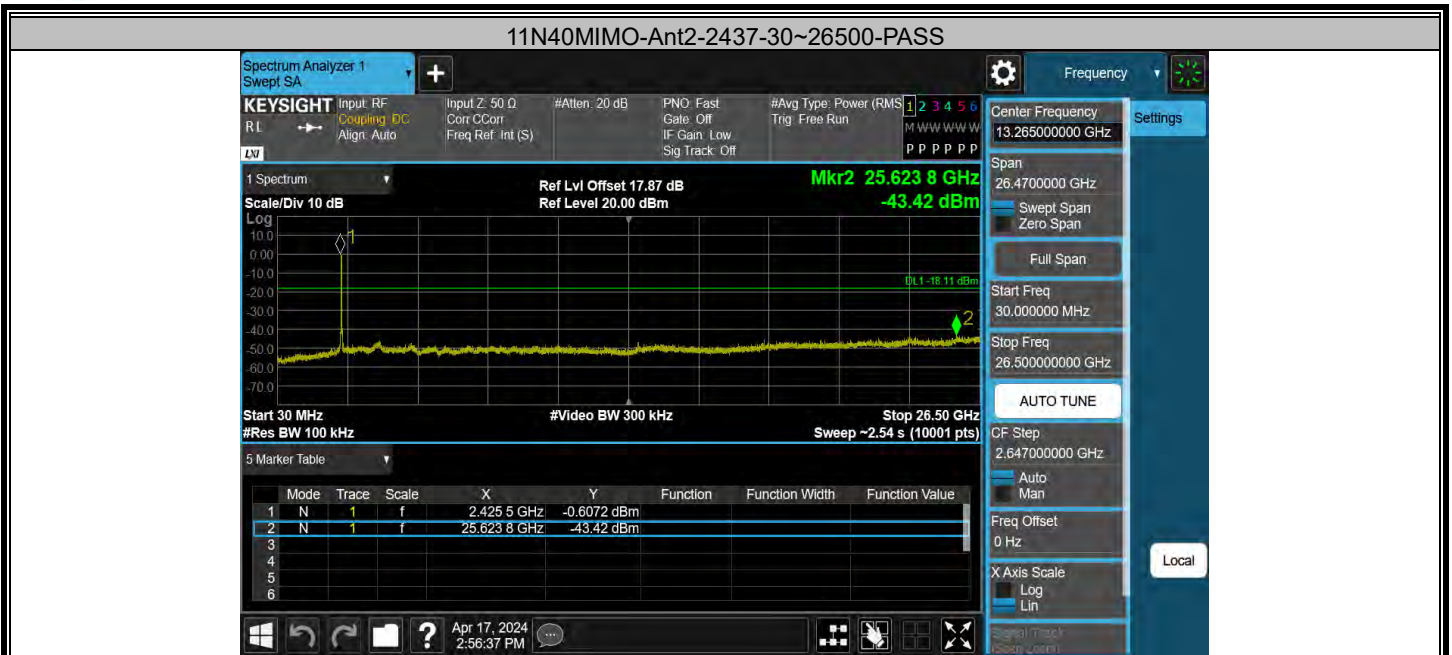 11N40MIMO-Ant2-2437-30~26500-PASS
Spectrum Analyzer 1
Swept SA
Frequency
KEYSIGHT
RL
LXI
Input: RF
Coupling: DC
Align: Auto
Input Z: 50 Ω
Corr CCorr
Freq Ref: Int (S)
#Atten: 20 dB
PNO: Fast
Gate: Off
IF Gain: Low
Sig Track: Off
#Avg Type: Power (RMS
Trig: Free Run
1 2 3 4 5 6
M W W W W W
P P P P P P
1 Spectrum
Scale/Div 10 dB
Ref Lvl Offset 17.87 dB
Ref Level 20.00 dBm
Mkr2 25.623 8 GHz
-43.42 dBm
Log
10.0
0.00
-10.0
-20.0
-30.0
-40.0
-50.0
-60.0
-70.0
1
DL1 -18.11 dBm
2
Start 30 MHz
#Res BW 100 kHz
#Video BW 300 kHz
Stop 26.50 GHz
Sweep ~2.54 s (10001 pts)
5 Marker Table
Mode Trace Scale X Y Function Function Width Function Value
1 N 1 f 2.425 5 GHz -0.6072 dBm
2 N 1 f 25.623 8 GHz -43.42 dBm
3
4
5
6
Center Frequency
13.265000000 GHz
Settings
Span
26.4700000 GHz
Swept Span
Zero Span
Full Span
Start Freq
30.000000 MHz
Stop Freq
26.500000000 GHz
AUTO TUNE
CF Step
2.647000000 GHz
Auto
Man
Freq Offset
0 Hz
X Axis Scale
Log
Lin
Signal Track
(Span Zoom)
Local
?
Apr 17, 2024
2:56:37 PM